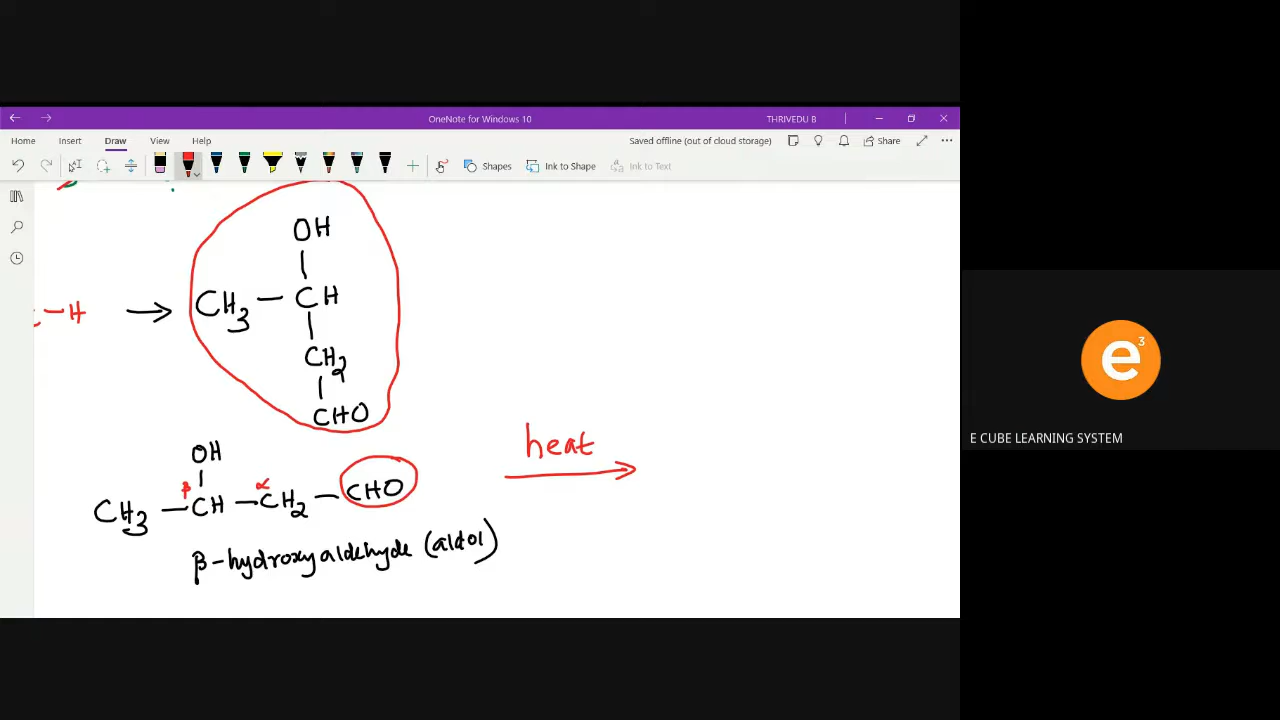 OneNote for Windows 10
THRIVEDU B
Home Insert Draw View Help
Saved offline (out of cloud storage)
Share
Shapes
Ink to Shape
Ink to Text
OH
-H → CH3 - CH
CH2
CHO
heat
OH
β α
CH3 - CH - CH2 - CHO
β-hydroxyaldehyde (aldol)
e3
E CUBE LEARNING SYSTEM